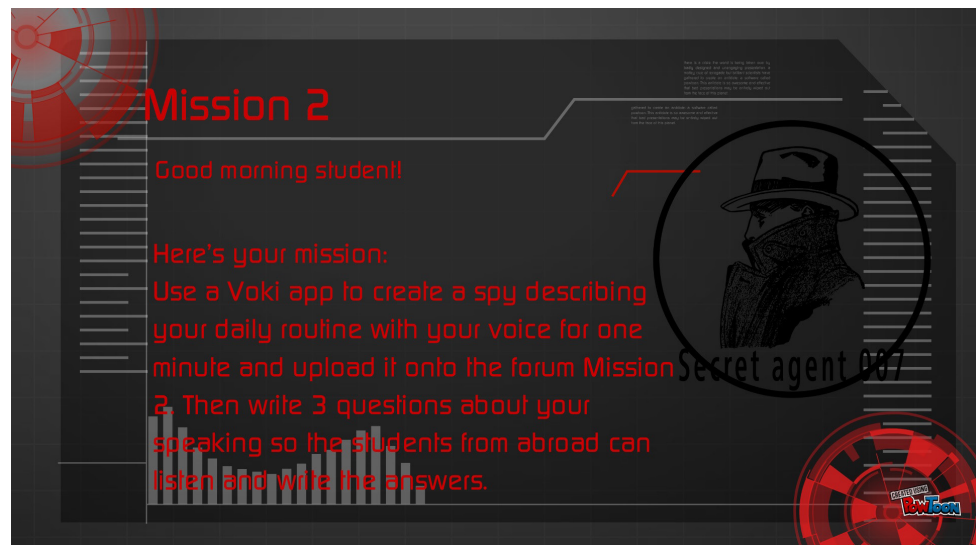 Mission 2
Good morning student!
Here's your mission:
Use a Voki app to create a spy describing
your daily routine with your voice for one
minute and upload it onto the forum Mission
2. Then write 3 questions about your
speaking so the students from abroad can
listen and write the answers.
Secret agent 007
CREATED USING
PowToon